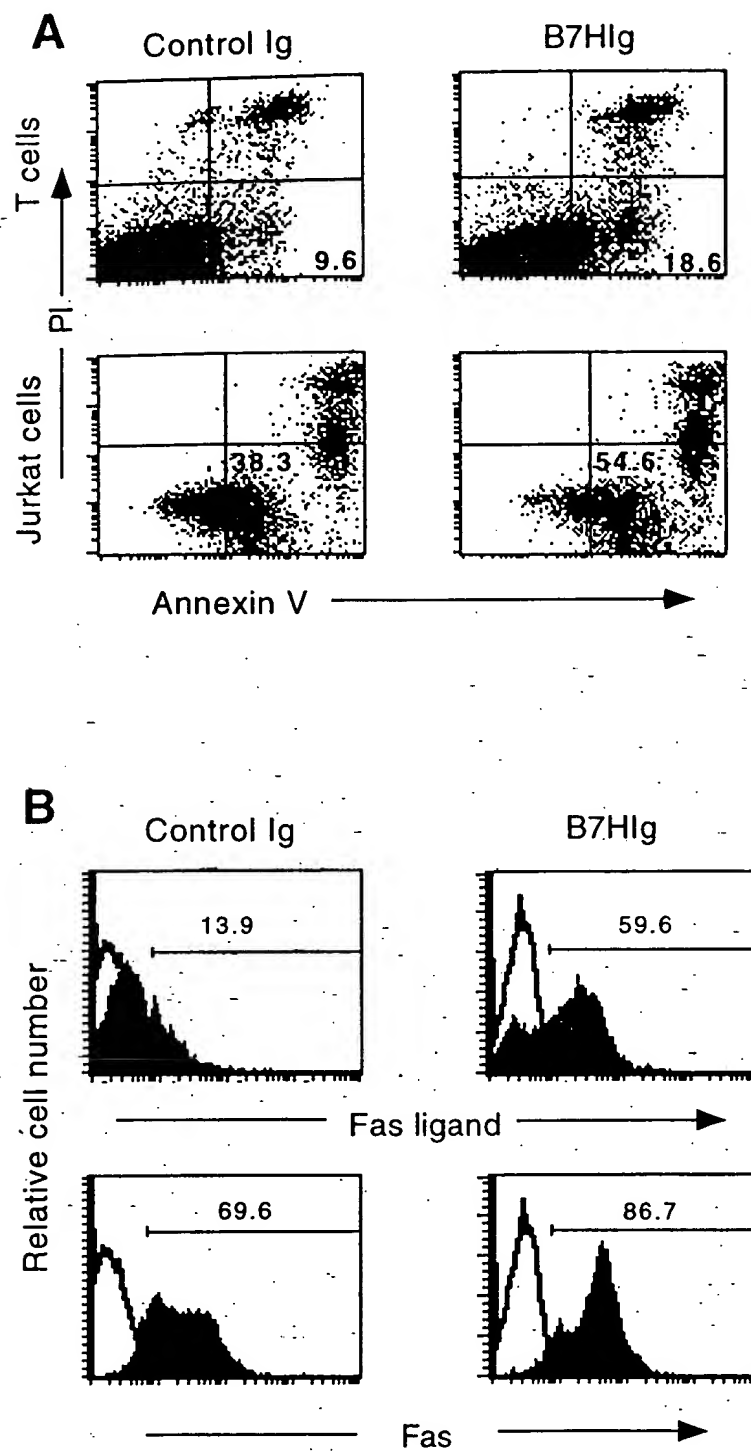 A
Control Ig
B7HIg
T cells
9.6
18.6
PI
Jurkat cells
38.3
54.6
Annexin V
B
Control Ig
B7HIg
13.9
59.6
Relative cell number
Fas ligand
69.6
86.7
Fas